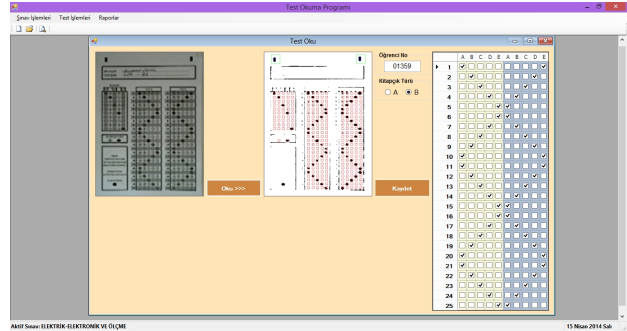 Test Okuma Programı
Sınav İşlemleri Test İşlemleri Raporlar
Test Oku
Öğrenci No
01359
Kitapçık Türü
A B
Oku >>>
Kaydet
A B C D E A B C D E
1
2
3
4
5
6
7
8
9
10
11
12
13
14
15
16
17
18
19
20
21
22
23
24
25
Aktif Sınav: ELEKTRİK-ELEKTRONİK VE ÖLÇME
15 Nisan 2014 Salı